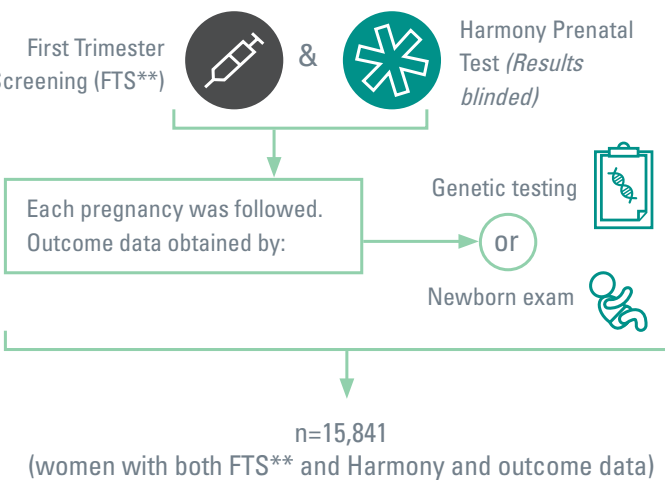 First Trimester
Screening (FTS**)
&
Harmony Prenatal
Test (Results
blinded)
Each pregnancy was followed.
Outcome data obtained by:
Genetic testing
or
Newborn exam
n=15,841
(women with both FTS** and Harmony and outcome data)